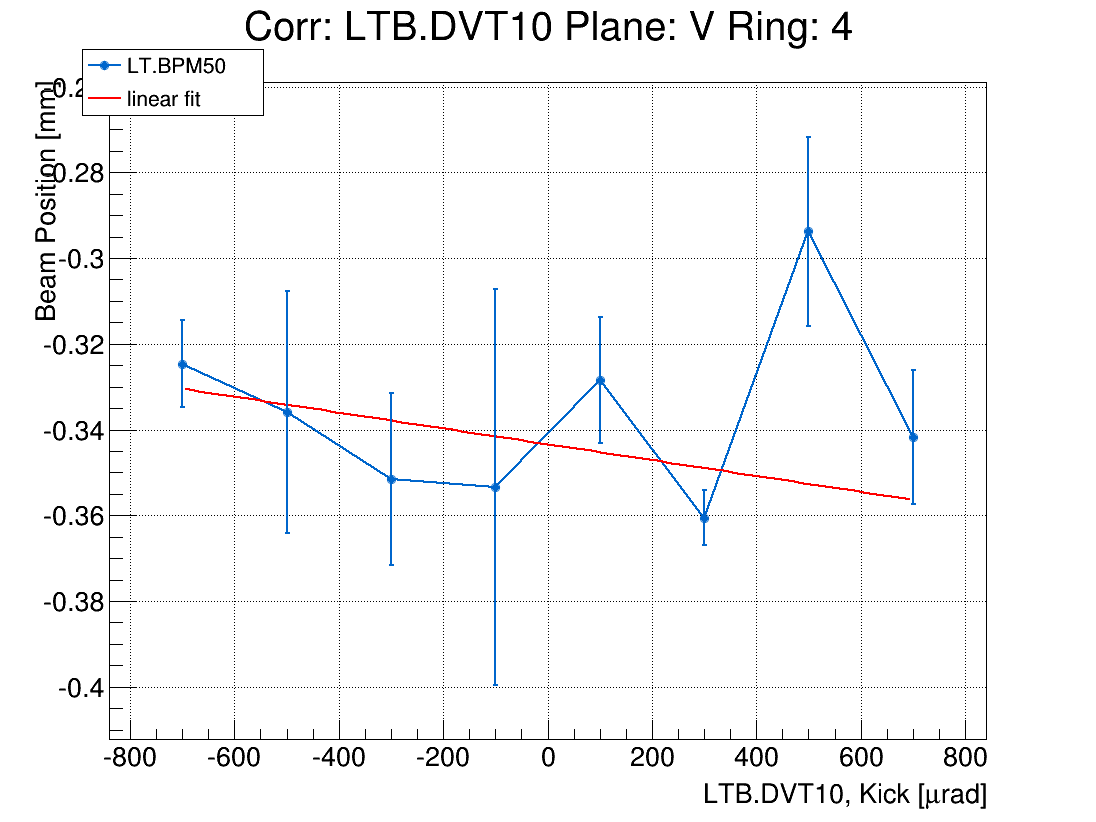 Corr: LTB.DVT10 Plane: V Ring: 4
LT.BPM50
linear fit
Beam Position [mm]
-0.28
-0.3
-0.32
-0.34
-0.36
-0.38
-0.4
-800 -600 -400 -200 0 200 400 600 800
LTB.DVT10, Kick [μrad]